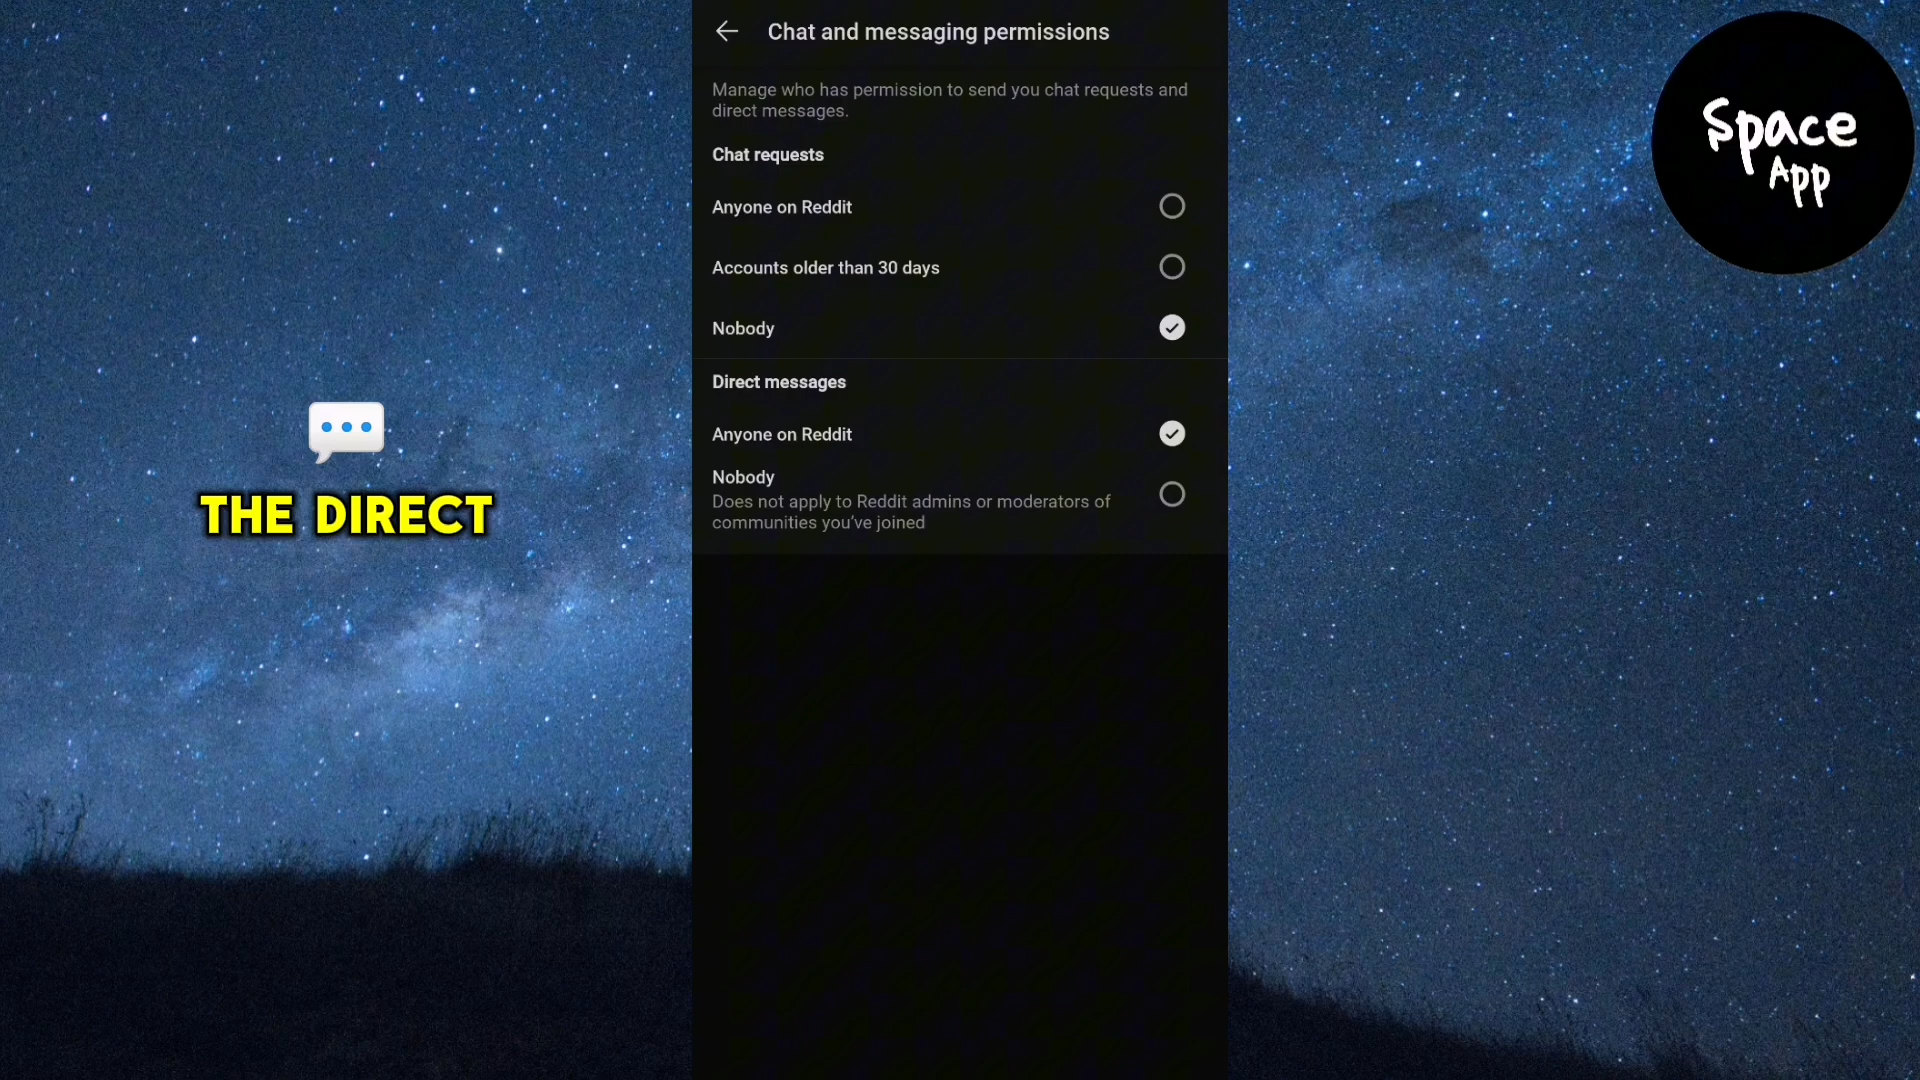 Chat and messaging permissions
Manage who has permission to send you chat requests and
direct messages.
Chat requests
Anyone on Reddit
Accounts older than 30 days
Nobody
Direct messages
Anyone on Reddit
Nobody
Does not apply to Reddit admins or moderators of
communities you’ve joined
THE DIRECT
Space
App